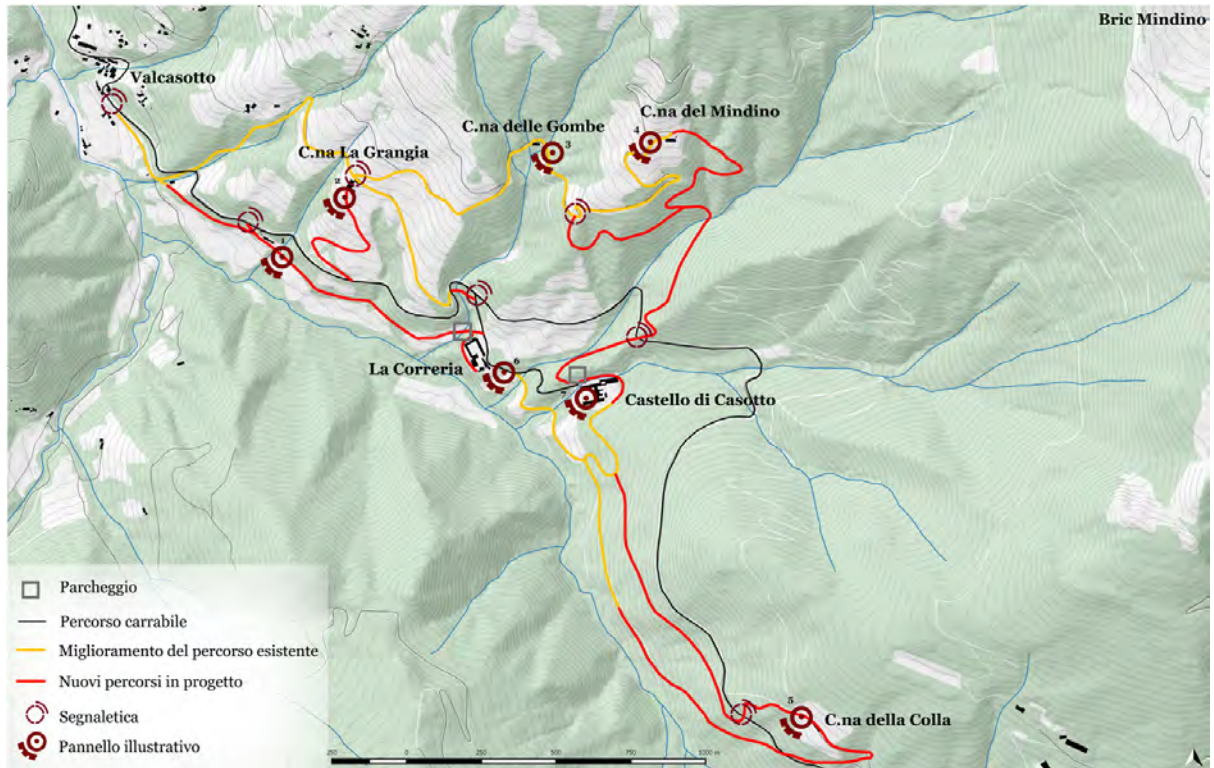 Bric Mindino
Valcasotto
C.na del Mindino
4
C.na delle Gombe
3
C.na La Grangia
2
1
La Correria
6
7
Castello di Casotto
5
C.na della Colla
Parcheggio
Percorso carrabile
Miglioramento del percorso esistente
Nuovi percorsi in progetto
Segnaletica
Pannello illustrativo
250 0 250 500 750 1000 m